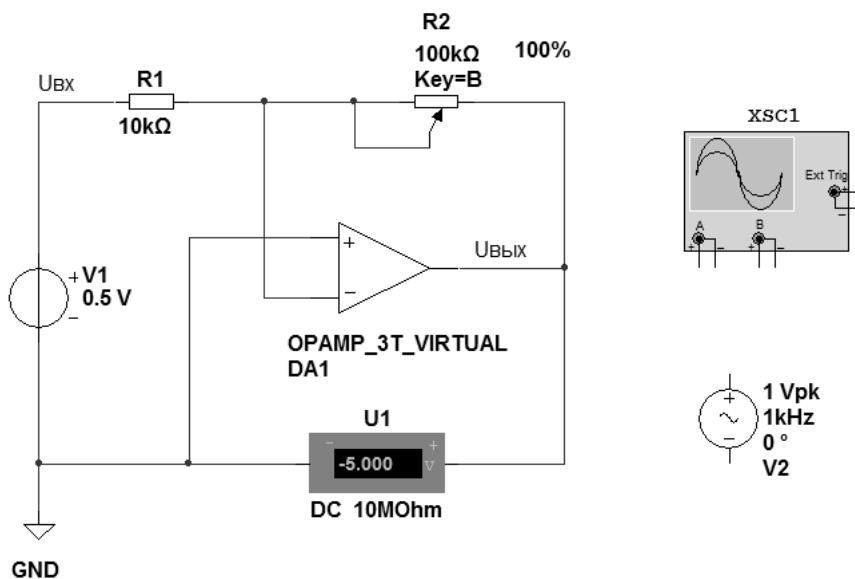 R2
100kΩ
Key=B
100%
Uвх
R1
10kΩ
XSC1
Ext Trig
+
−
A
B
+ −
+ −
+
−
V1
0.5 V
+
−
Uвых
OPAMP_3T_VIRTUAL
DA1
U1
− +
-5.000 V
DC 10MOhm
+
−
1 Vpk
1kHz
0 °
V2
GND